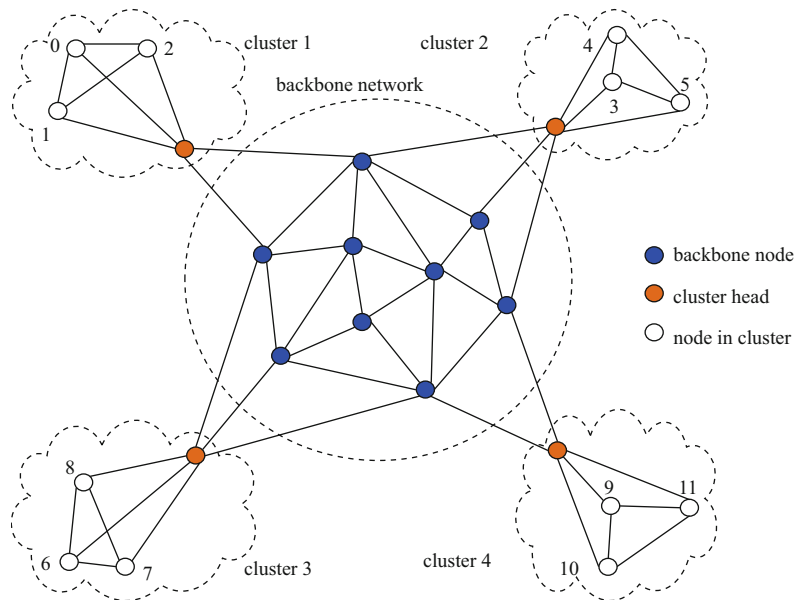 cluster 1
cluster 2
backbone network
0
2
1
4
3
5
backbone node
cluster head
node in cluster
8
6
7
cluster 3
cluster 4
9
11
10